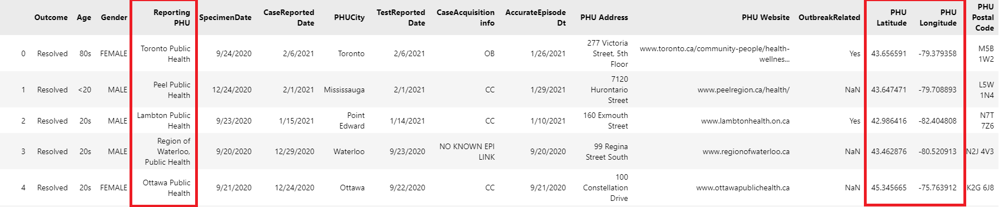 Outcome Age Gender Reporting PHU SpecimenDate CaseReported Date PHUCity TestReported Date CaseAcquisition info AccurateEpisode Dt PHU Address PHU Website OutbreakRelated PHU Latitude PHU Longitude PHU Postal Code
0 Resolved 80s FEMALE Toronto Public Health 9/24/2020 2/6/2021 Toronto 2/6/2021 OB 1/26/2021 277 Victoria Street, 5th Floor www.toronto.ca/community-people/health-wellnes... Yes 43.656591 -79.379358 M5B 1W2
1 Resolved <20 MALE Peel Public Health 12/24/2020 2/1/2021 Mississauga 2/1/2021 CC 1/29/2021 7120 Hurontario Street www.peelregion.ca/health/ NaN 43.647471 -79.708893 L5W 1N4
2 Resolved 20s MALE Lambton Public Health 9/23/2020 1/15/2021 Point Edward 1/14/2021 CC 1/10/2021 160 Exmouth Street www.lambtonhealth.on.ca Yes 42.986416 -82.404808 N7T 7Z6
3 Resolved 20s MALE Region of Waterloo, Public Health 9/20/2020 12/29/2020 Waterloo 9/23/2020 NO KNOWN EPI LINK 9/20/2020 99 Regina Street South www.regionofwaterloo.ca NaN 43.462876 -80.520913 N2J 4V3
4 Resolved 20s FEMALE Ottawa Public Health 9/21/2020 12/24/2020 Ottawa 9/22/2020 CC 9/21/2020 100 Constellation Drive www.ottawapublichealth.ca NaN 45.345665 -75.763912 K2G 6J8